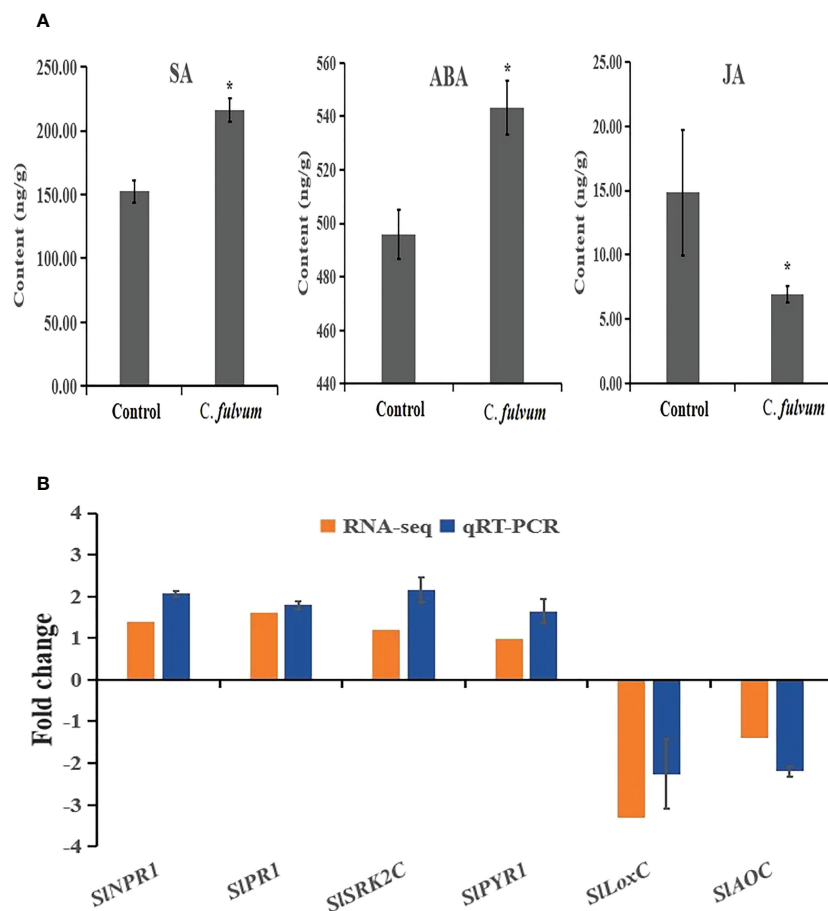 A
SA
Content (ng/g)
250.00
200.00
150.00
100.00
50.00
0.00
*
Control
C. fulvum
ABA
Content (ng/g)
560
540
520
500
480
460
440
*
Control
C. fulvum
JA
Content (ng/g)
25.00
20.00
15.00
10.00
5.00
0.00
*
Control
C. fulvum
B
RNA-seq qRT-PCR
Fold change
4
3
2
1
0
-1
-2
-3
-4
SlNPR1
SlPR1
SlSRK2C
SlPYR1
SlLoxC
SlAOC